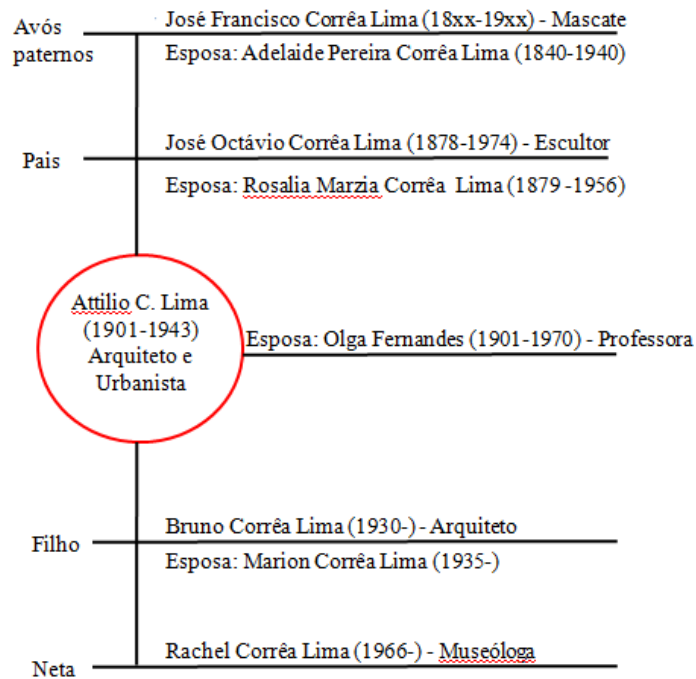 Avós
paternos
José Francisco Corrêa Lima (18xx-19xx) - Mascate
Esposa: Adelaide Pereira Corrêa Lima (1840-1940)
Pais
José Octávio Corrêa Lima (1878-1974) - Escultor
Esposa: Rosalia Marzia Corrêa Lima (1879 -1956)
Attilio C. Lima
(1901-1943)
Arquiteto e
Urbanista
Esposa: Olga Fernandes (1901-1970) - Professora
Filho
Bruno Corrêa Lima (1930-) - Arquiteto
Esposa: Marion Corrêa Lima (1935-)
Neta
Rachel Corrêa Lima (1966-) - Museóloga